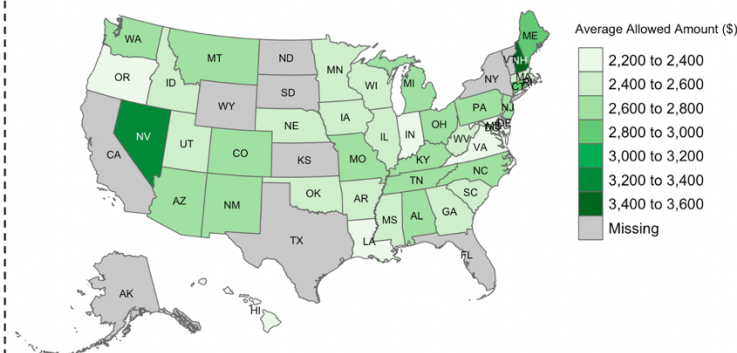 Average Allowed Amount ($)
2,200 to 2,400
2,400 to 2,600
2,600 to 2,800
2,800 to 3,000
3,000 to 3,200
3,200 to 3,400
3,400 to 3,600
Missing
WA
MT
ND
MN
ME
VT
NH
OR
ID
SD
WI
MI
NY
MA
CT
WY
NE
IA
PA
NJ
NV
UT
CO
KS
MO
IL
IN
OH
WV
VA
DE
CA
KY
NC
AZ
NM
OK
AR
TN
SC
MS
AL
GA
TX
LA
FL
AK
HI